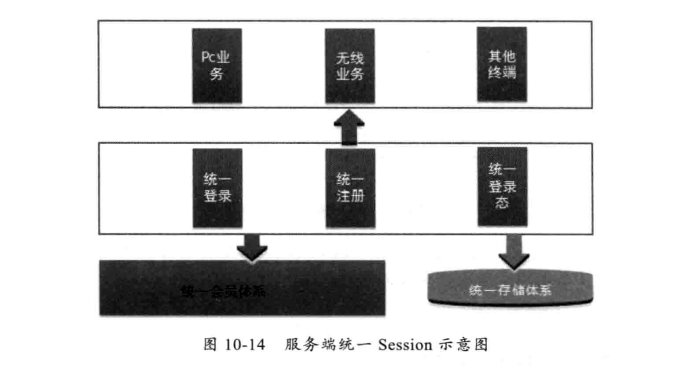 Pc业
务
无线
业务
其他
终端
统一
登录
统一
注册
统一
登录
态
统一会员体系
统一存储体系
图 10-14 服务端统一 Session 示意图